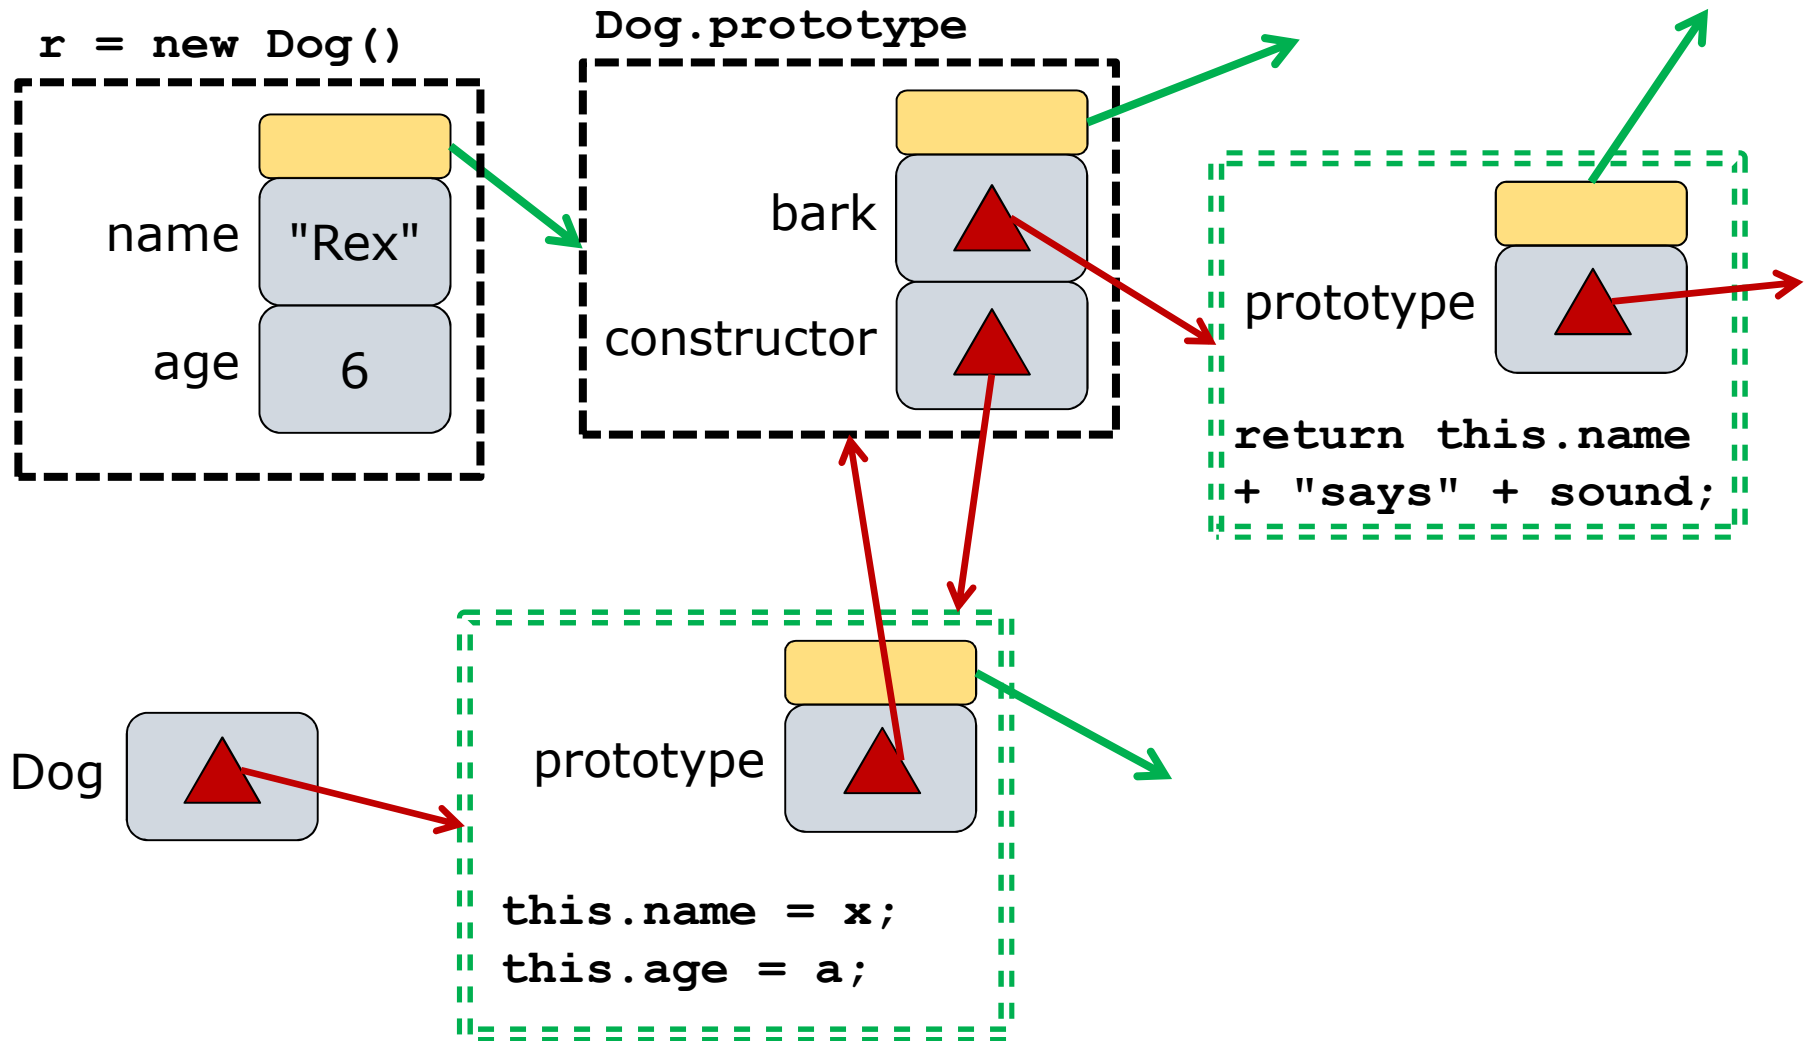 r = new Dog()
Dog.prototype
name
"Rex"
age
6
bark
constructor
prototype
return this.name
+ "says" + sound;
Dog
prototype
this.name = x;
this.age = a;